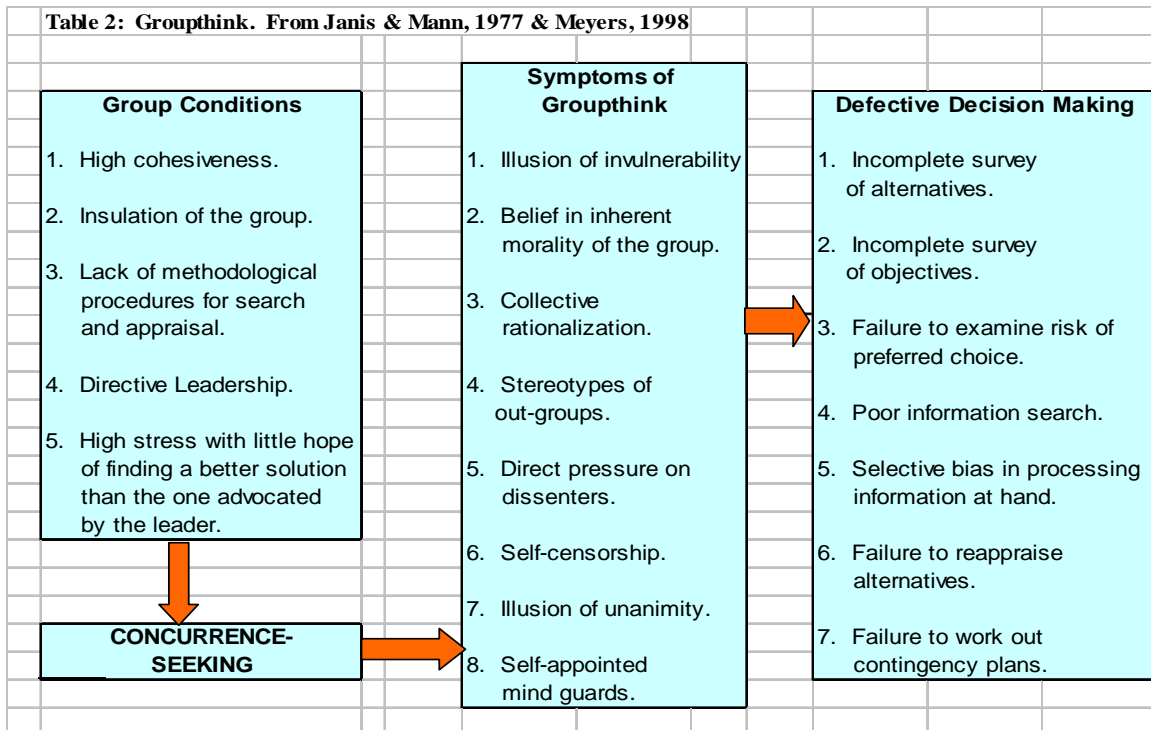 Table 2: Groupthink. From Janis & Mann, 1977 & Meyers, 1998
Group Conditions
1. High cohesiveness.
2. Insulation of the group.
3. Lack of methodological
procedures for search
and appraisal.
4. Directive Leadership.
5. High stress with little hope
of finding a better solution
than the one advocated
by the leader.
CONCURRENCE-
SEEKING
Symptoms of
Groupthink
1. Illusion of invulnerability
2. Belief in inherent
morality of the group.
3. Collective
rationalization.
4. Stereotypes of
out-groups.
5. Direct pressure on
dissenters.
6. Self-censorship.
7. Illusion of unanimity.
8. Self-appointed
mind guards.
Defective Decision Making
1. Incomplete survey
of alternatives.
2. Incomplete survey
of objectives.
3. Failure to examine risk of
preferred choice.
4. Poor information search.
5. Selective bias in processing
information at hand.
6. Failure to reappraise
alternatives.
7. Failure to work out
contingency plans.